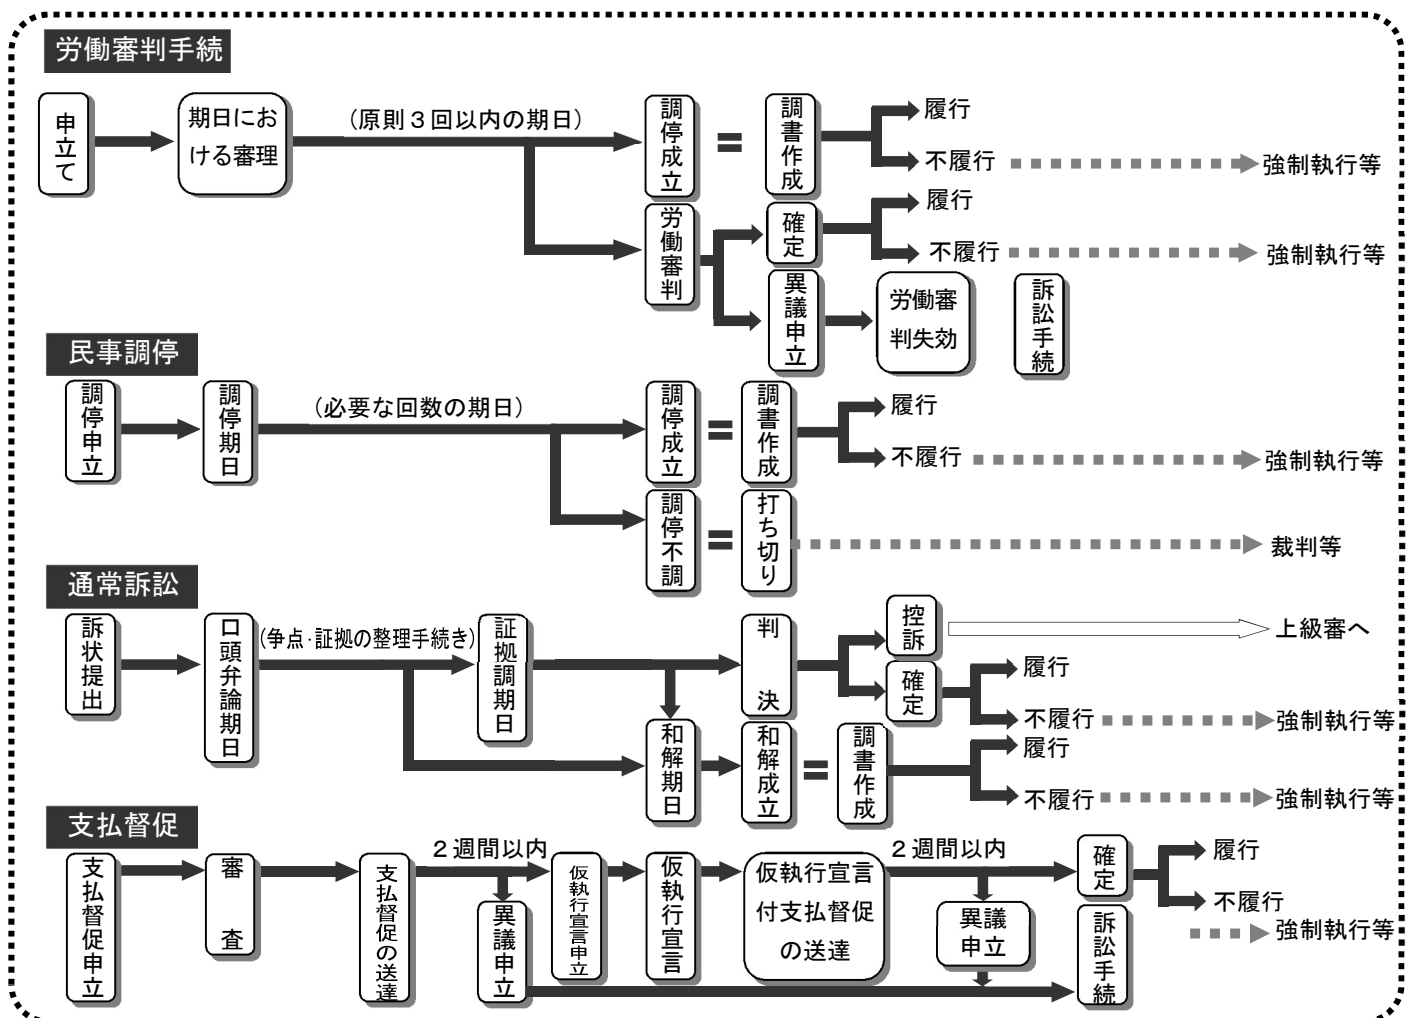 労働審判手続
申立て
期日にお
ける審理
(原則３回以内の期日)
調停成立
=
調書作成
履行
不履行
強制執行等
労働審判
確定
履行
不履行
強制執行等
異議申立
労働審
判失効
訴訟手続
民事調停
調停申立
調停期日
(必要な回数の期日)
調停成立
=
調書作成
履行
不履行
強制執行等
調停不調
=
打ち切り
裁判等
通常訴訟
訴状提出
口頭弁論期日
(争点・証拠の整理手続き)
証拠調期日
判決
控訴
上級審へ
確定
履行
不履行
強制執行等
和解期日
和解成立
=
調書作成
履行
不履行
強制執行等
支払督促
支払督促申立
審査
支払督促の送達
２週間以内
異議申立
仮執行宣言申立
仮執行宣言
仮執行宣言
付支払督促
の送達
２週間以内
異議
申立
確定
履行
不履行
強制執行等
訴訟手続